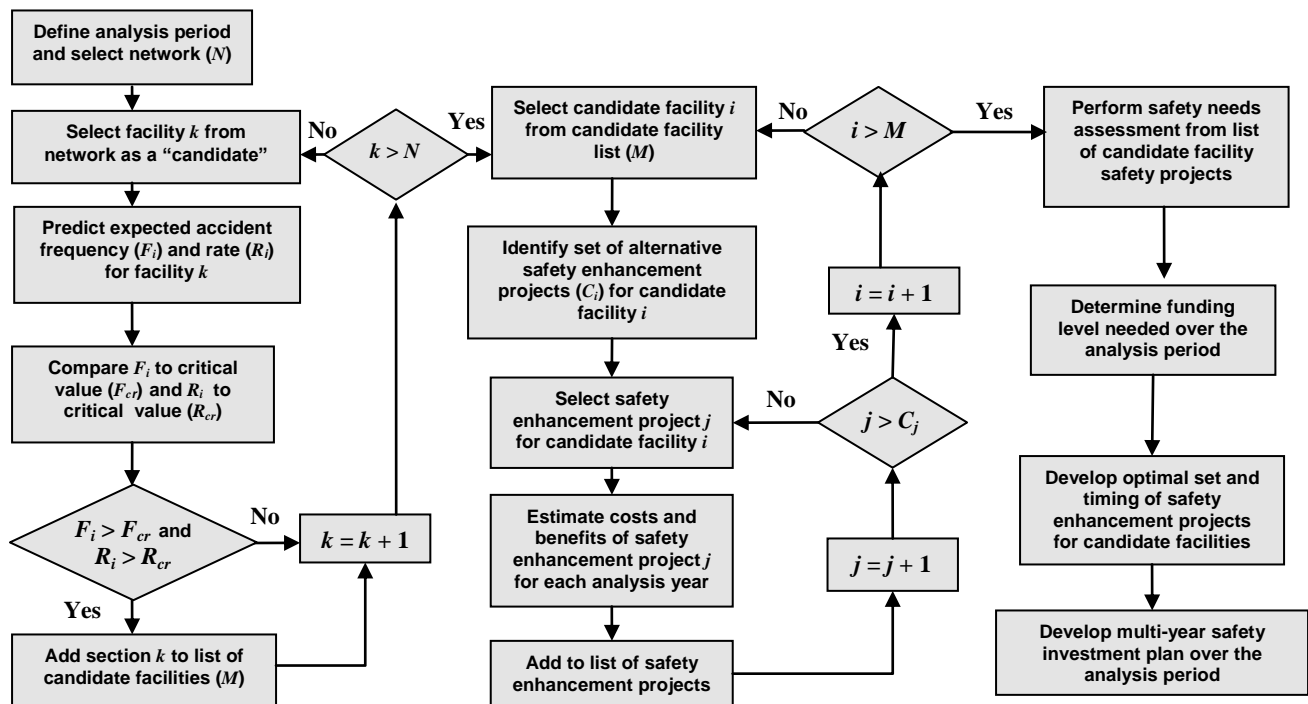 Define analysis period
and select network (N)
Select facility k from
network as a “candidate”
Predict expected accident
frequency (Fi) and rate (Ri)
for facility k
Compare Fi to critical
value (Fcr) and Ri to
critical value (Rcr)
Fi > Fcr and
Ri > Rcr
Yes
No
Add section k to list of
candidate facilities (M)
k = k + 1
k > N
No
Yes
Select candidate facility i
from candidate facility
list (M)
Identify set of alternative
safety enhancement
projects (Ci) for candidate
facility i
Select safety
enhancement project j
for candidate facility i
Estimate costs and
benefits of safety
enhancement project j
for each analysis year
Add to list of safety
enhancement projects
j = j + 1
j > Cj
No
Yes
i = i + 1
i > M
No
Yes
Perform safety needs
assessment from list
of candidate facility
safety projects
Determine funding
level needed over the
analysis period
Develop optimal set and
timing of safety
enhancement projects
for candidate facilities
Develop multi-year safety
investment plan over the
analysis period